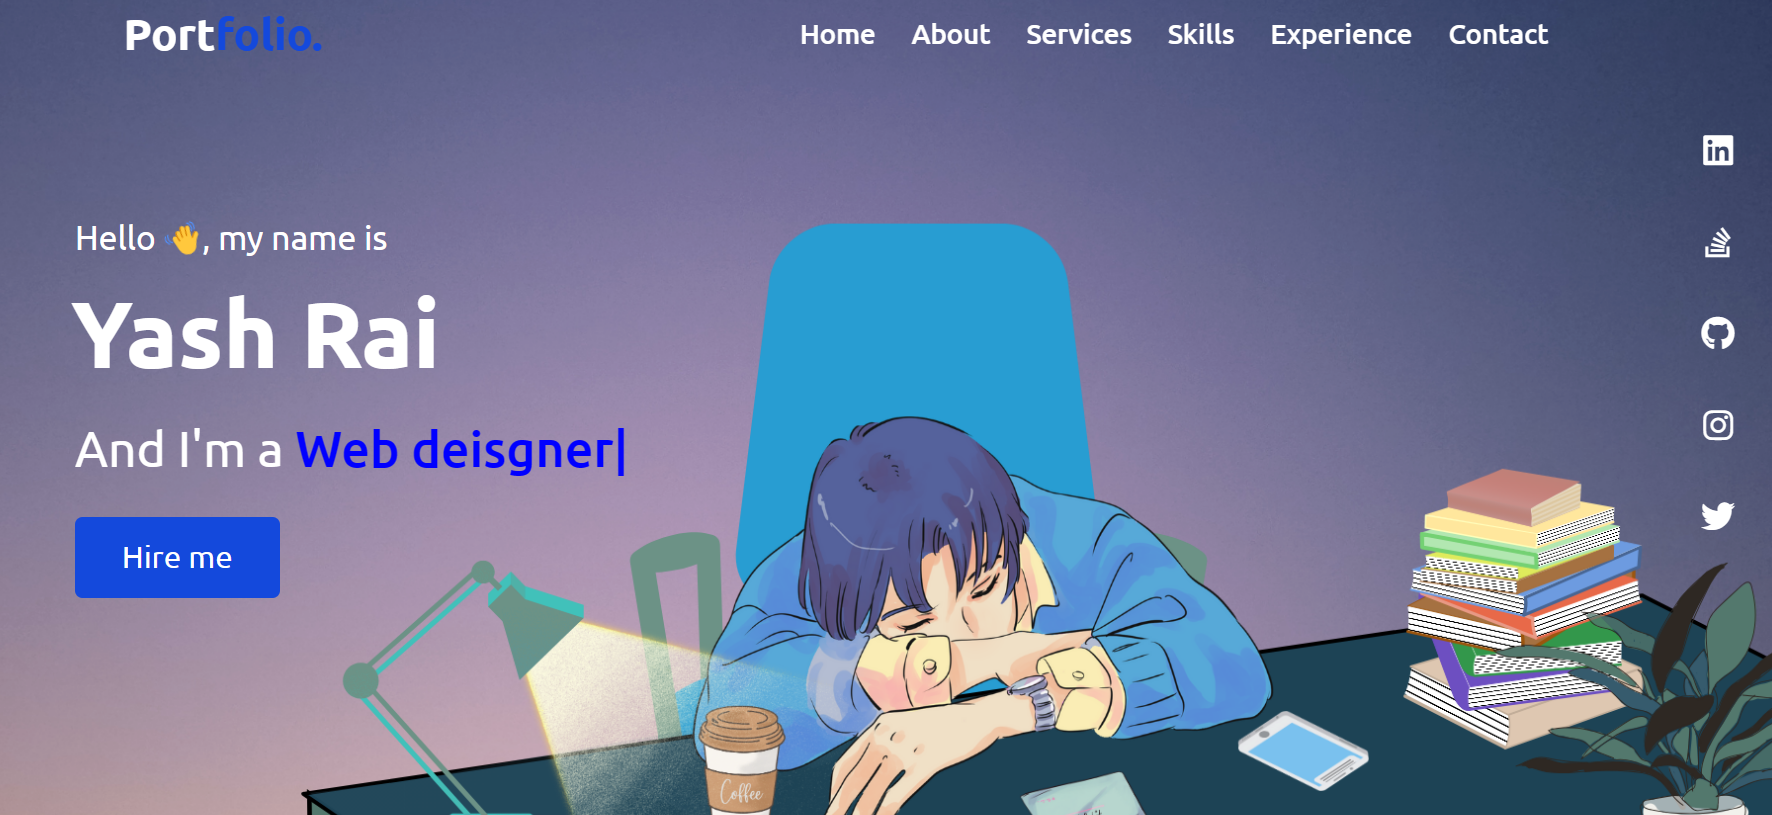 Portfolio.
Home About Services Skills Experience Contact
Hello 👋, my name is
Yash Rai
And I'm a Web deisgner|
Hire me
Coffee